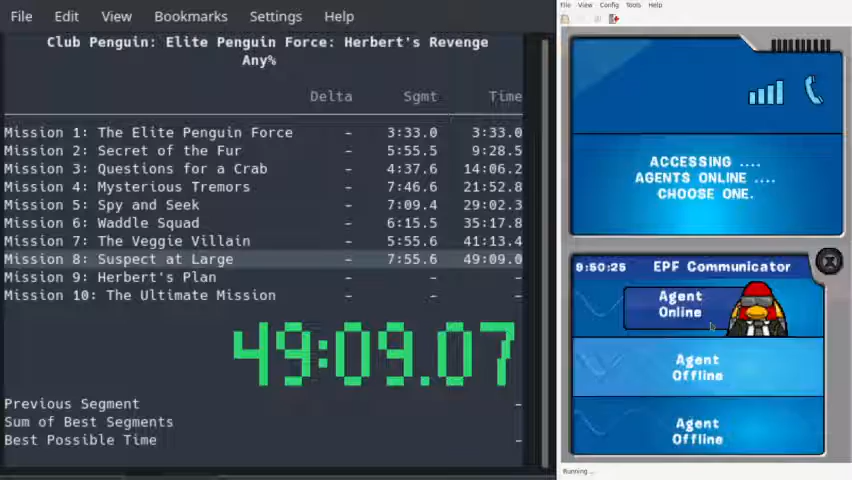 File Edit View Bookmarks Settings Help
Club Penguin: Elite Penguin Force: Herbert's Revenge
Any%
Delta Sgmt Time
Mission 1: The Elite Penguin Force – 3:33.0 3:33.0
Mission 2: Secret of the Fur – 5:55.5 9:28.5
Mission 3: Questions for a Crab – 4:37.6 14:06.2
Mission 4: Mysterious Tremors – 7:46.6 21:52.8
Mission 5: Spy and Seek – 7:09.4 29:02.3
Mission 6: Waddle Squad – 6:15.5 35:17.8
Mission 7: The Veggie Villain – 5:55.6 41:13.4
Mission 8: Suspect at Large – 7:55.6 49:09.0
Mission 9: Herbert's Plan – – –
Mission 10: The Ultimate Mission – – –
49:09.07
Previous Segment –
Sum of Best Segments –
Best Possible Time –
File View Config Tools Help
ACCESSING ....
AGENTS ONLINE ....
CHOOSE ONE.
9:50:25 EPF Communicator
Agent
Online
Agent
Offline
Agent
Offline
Running ...